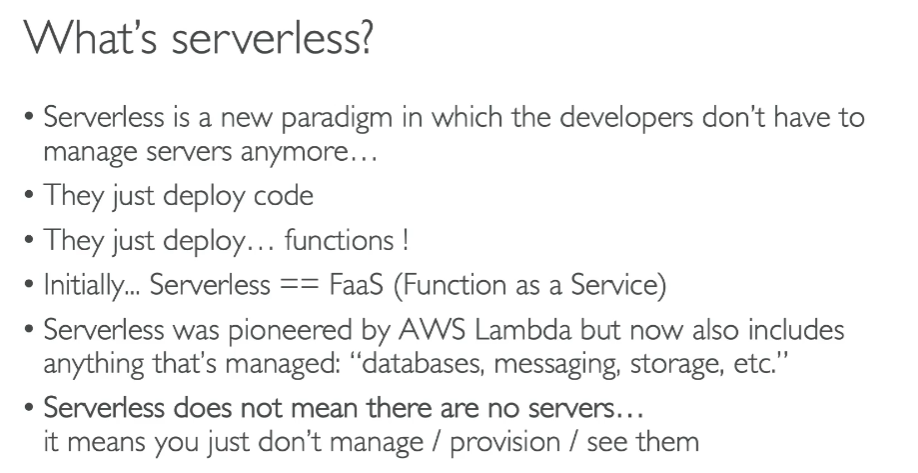 What's serverless?
• Serverless is a new paradigm in which the developers don't have to
manage servers anymore…
• They just deploy code
• They just deploy… functions !
• Initially... Serverless == FaaS (Function as a Service)
• Serverless was pioneered by AWS Lambda but now also includes
anything that's managed: “databases, messaging, storage, etc.”
• Serverless does not mean there are no servers…
it means you just don't manage / provision / see them